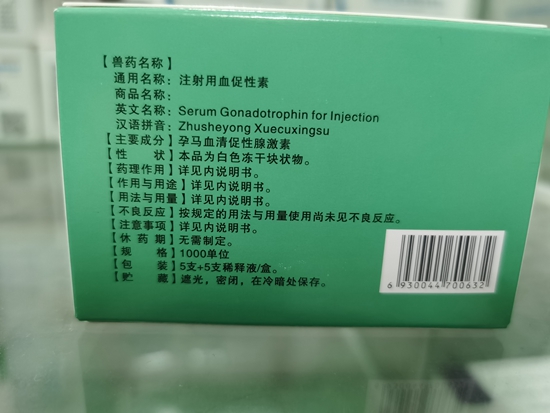 【兽药名称】
通用名称：注射用血促性素
商品名称：
英文名称：Serum Gonadotrophin for Injection
汉语拼音：Zhusheyong Xuecuxingsu
【主要成分】孕马血清促性腺激素
【性 状】本品为白色冻干块状物。
【药理作用】详见内说明书。
【作用与用途】详见内说明书。
【用法与用量】详见内说明书。
【不良反应】按规定的用法与用量使用尚未见不良反应。
【注意事项】详见内说明书。
【休 药 期】无需制定。
【规 格】1000单位
【包 装】5支+5支稀释液/盒。
【贮 藏】遮光，密闭，在冷暗处保存。
6 930044 700632